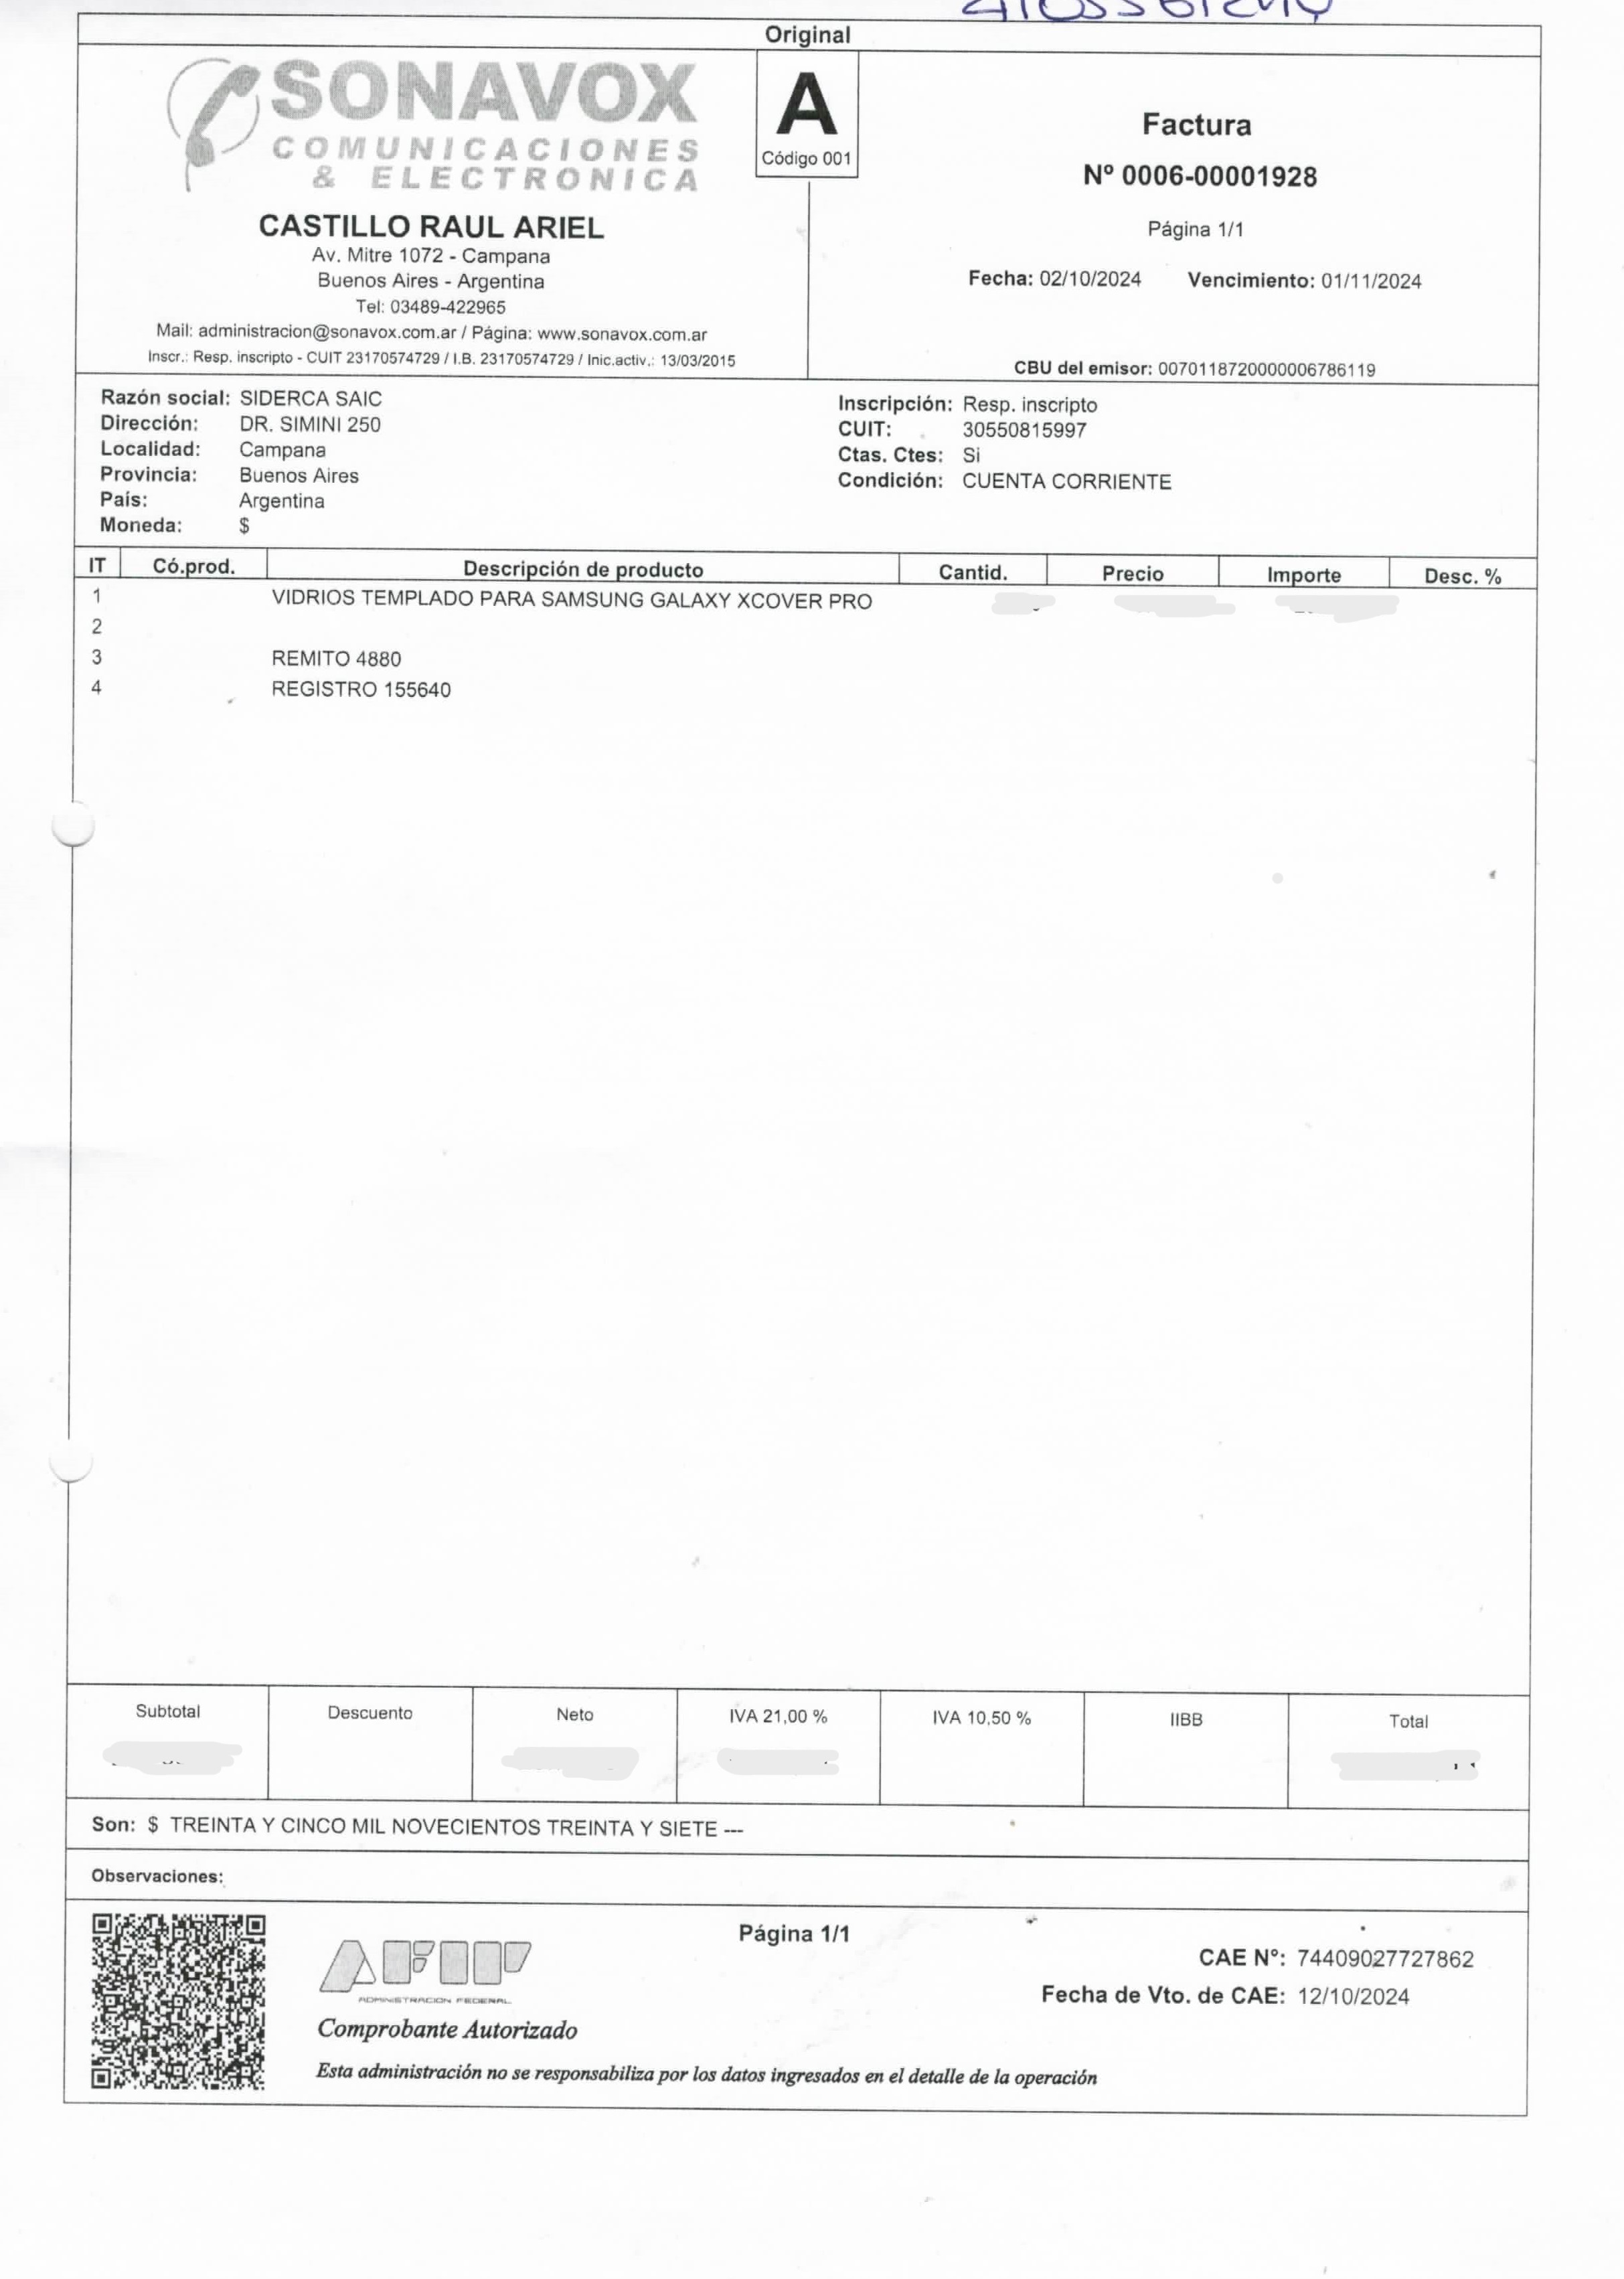 Original
SONAVOX
COMUNICACIONES
& ELECTRONICA
CASTILLO RAUL ARIEL
Av. Mitre 1072 - Campana
Buenos Aires - Argentina
Tel: 03489-422965
Mail: administracion@sonavox.com.ar / Página: www.sonavox.com.ar
Inscr.: Resp. inscripto - CUIT 23170574729 / I.B. 23170574729 / Inic.activ.: 13/03/2015
A
Código 001
Factura
Nº 0006-00001928
Página 1/1
Fecha: 02/10/2024 Vencimiento: 01/11/2024
CBU del emisor: 0070118720000006786119
Razón social: SIDERCA SAIC
Dirección: DR. SIMINI 250
Localidad: Campana
Provincia: Buenos Aires
País: Argentina
Moneda: $
Inscripción: Resp. inscripto
CUIT: 30550815997
Ctas. Ctes: Si
Condición: CUENTA CORRIENTE
IT Có.prod. Descripción de producto Cantid. Precio Importe Desc. %
1 VIDRIOS TEMPLADO PARA SAMSUNG GALAXY XCOVER PRO
2
3 REMITO 4880
4 REGISTRO 155640
Subtotal Descuento Neto IVA 21,00 % IVA 10,50 % IIBB Total
Son: $ TREINTA Y CINCO MIL NOVECIENTOS TREINTA Y SIETE ---
Observaciones:
Página 1/1
AFIP
ADMINISTRACION FEDERAL
Comprobante Autorizado
Esta administración no se responsabiliza por los datos ingresados en el detalle de la operación
CAE Nº: 74409027727862
Fecha de Vto. de CAE: 12/10/2024